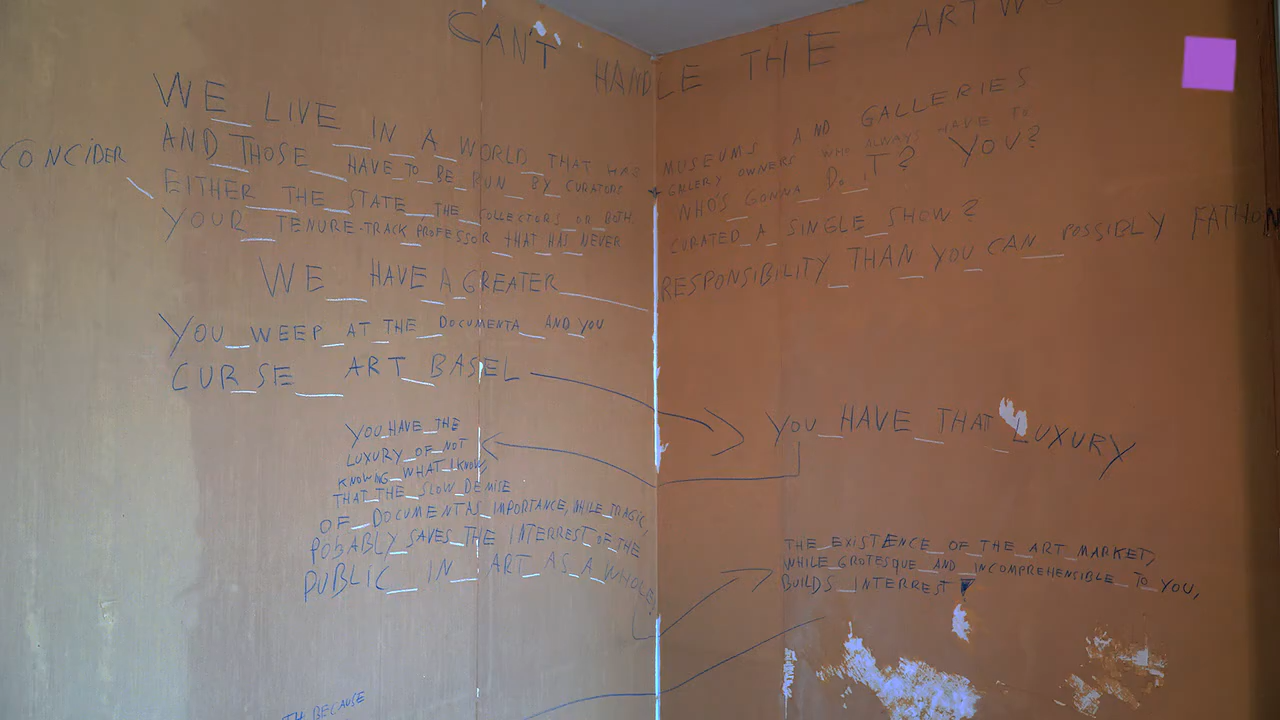 CAN'T HANDLE THE ARTW
WE LIVE IN A WORLD THAT HAS MUSEUMS AND GALLERIES
AND THOSE HAVE TO BE RUN BY CURATORS GALLERY OWNERS WHO ALWAYS HAVE TO
CONCIDER EITHER THE STATE THE COLLECTORS OR BOTH. WHO'S GONNA DO IT? YOU?
YOUR TENURE-TRACK PROFESSOR THAT HAS NEVER CURATED A SINGLE SHOW?
WE HAVE A GREATER RESPONSIBILITY THAN YOU CAN POSSIBLY FATHOM
YOU WEEP AT THE DOCUMENTA AND YOU
CURSE ART BASEL
YOU HAVE THAT LUXURY
YOU HAVE THE
LUXURY OF NOT
KNOWING WHAT I KNOW,
THAT THE SLOW DEMISE
OF DOCUMENTAS IMPORTANCE, WHILE TRAGIC,
POBABLY SAVES THE INTERREST OF THE
PUBLIC IN ART AS A WHOLE!
THE EXISTENCE OF THE ART MARKET,
WHILE GROTESQUE AND INCOMPREHENSIBLE TO YOU,
BUILDS INTERREST
BECAUSE